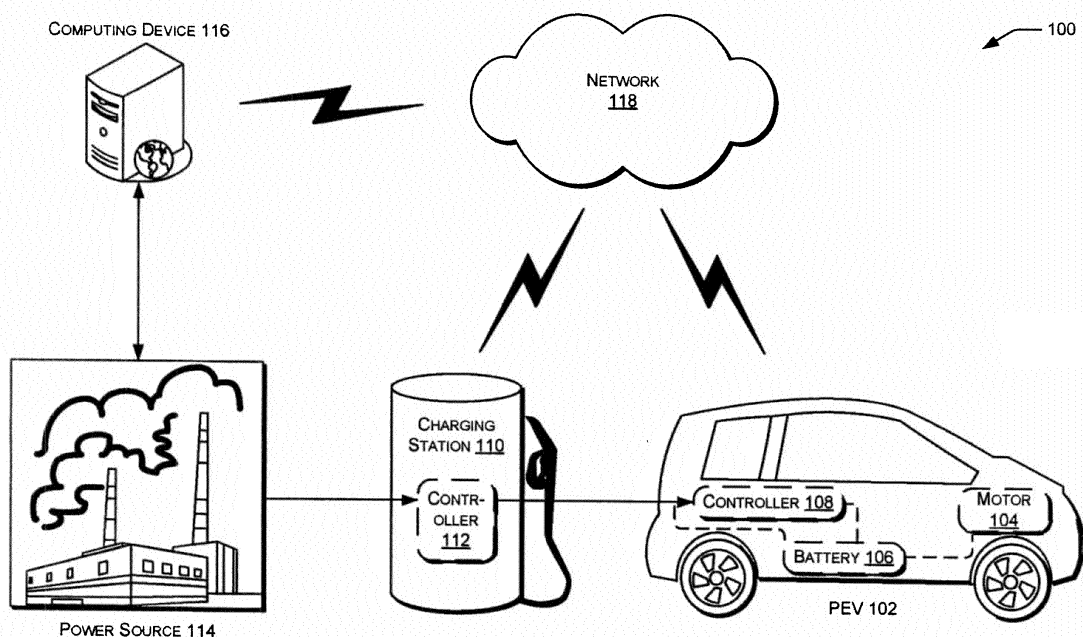 COMPUTING DEVICE 116
100
NETWORK
118
CHARGING
STATION 110
CONTR-
OLLER
112
CONTROLLER 108
MOTOR
104
BATTERY 106
PEV 102
POWER SOURCE 114